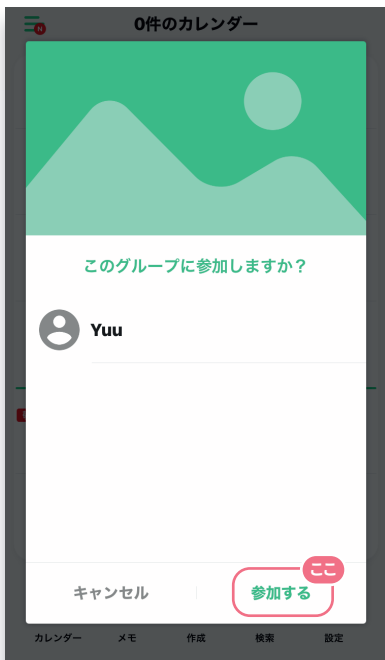 N
0件のカレンダー
このグループに参加しますか？
Yuu
ここ
キャンセル
参加する
カレンダー
メモ
作成
検索
設定